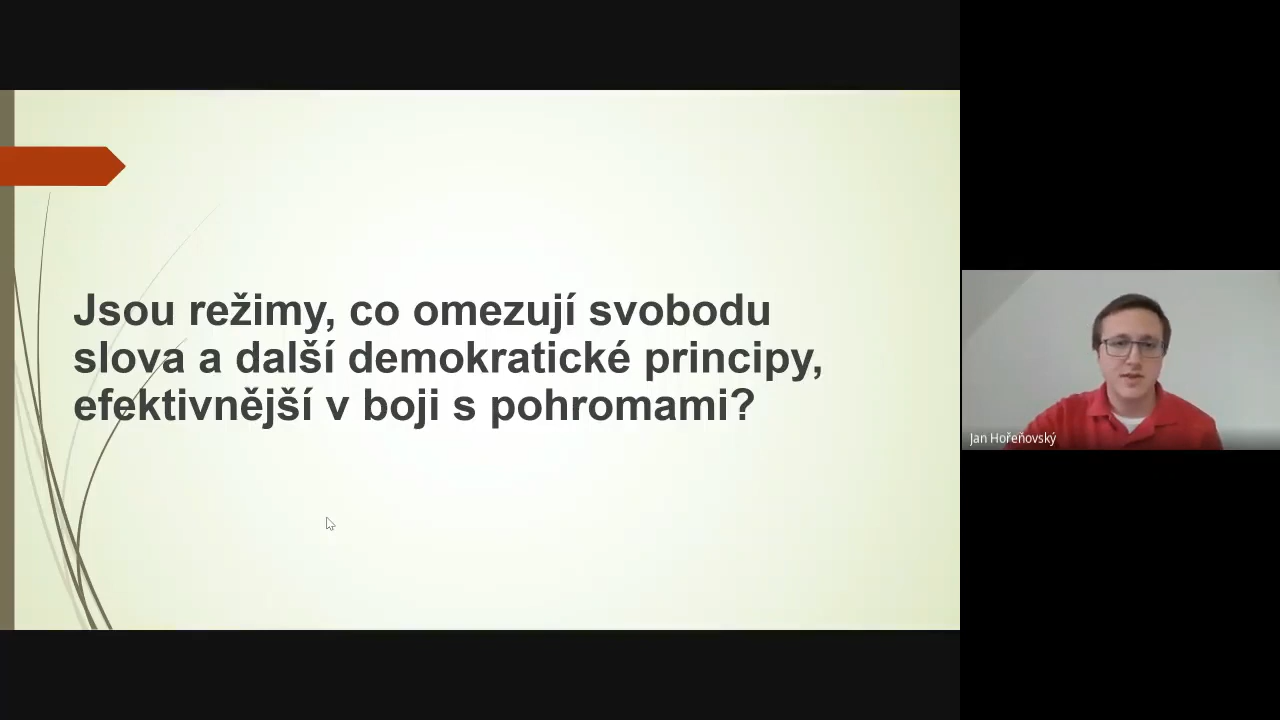 Jsou režimy, co omezují svobodu
slova a další demokratické principy,
efektivnější v boji s pohromami?
Jan Hořeňovský